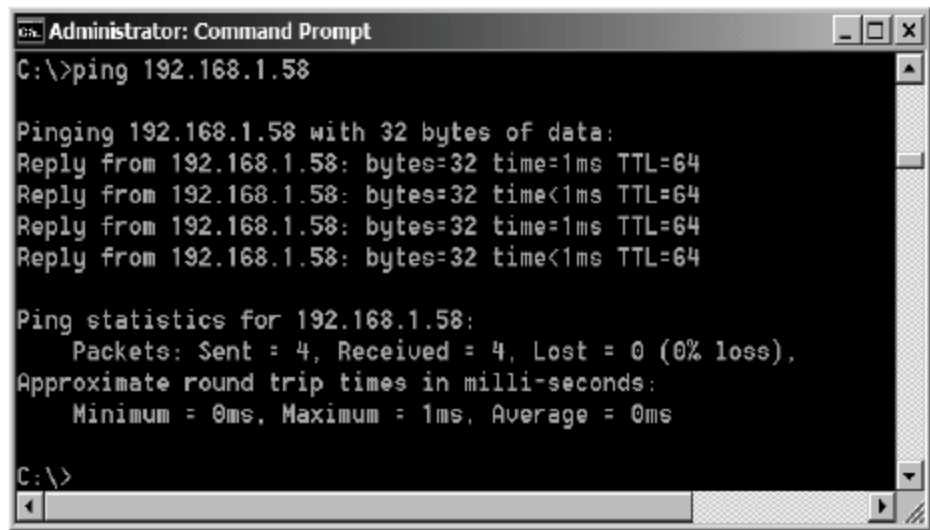 Administrator: Command Prompt
C:\>ping 192.168.1.58
Pinging 192.168.1.58 with 32 bytes of data:
Reply from 192.168.1.58: bytes=32 time=1ms TTL=64
Reply from 192.168.1.58: bytes=32 time<1ms TTL=64
Reply from 192.168.1.58: bytes=32 time=1ms TTL=64
Reply from 192.168.1.58: bytes=32 time<1ms TTL=64
Ping statistics for 192.168.1.58:
Packets: Sent = 4, Received = 4, Lost = 0 (0% loss),
Approximate round trip times in milli-seconds:
Minimum = 0ms, Maximum = 1ms, Average = 0ms
C:\>